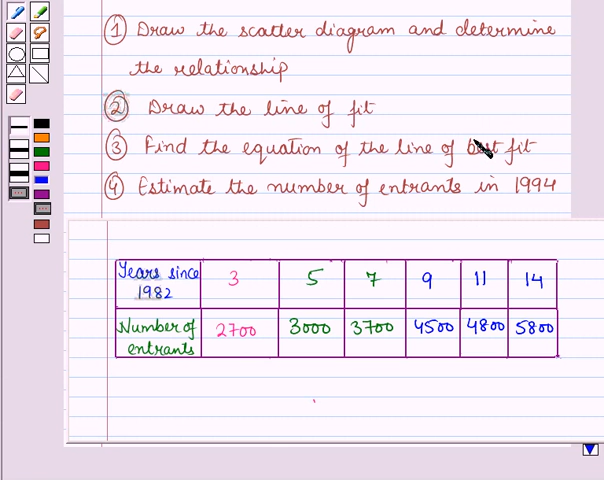 ① Draw the scatter diagram and determine
the relationship
② Draw the line of fit
③ Find the equation of the line of best fit
④ Estimate the number of entrants in 1994
Years since 1982 3 5 7 9 11 14
Number of entrants 2700 3000 3700 4500 4800 5800